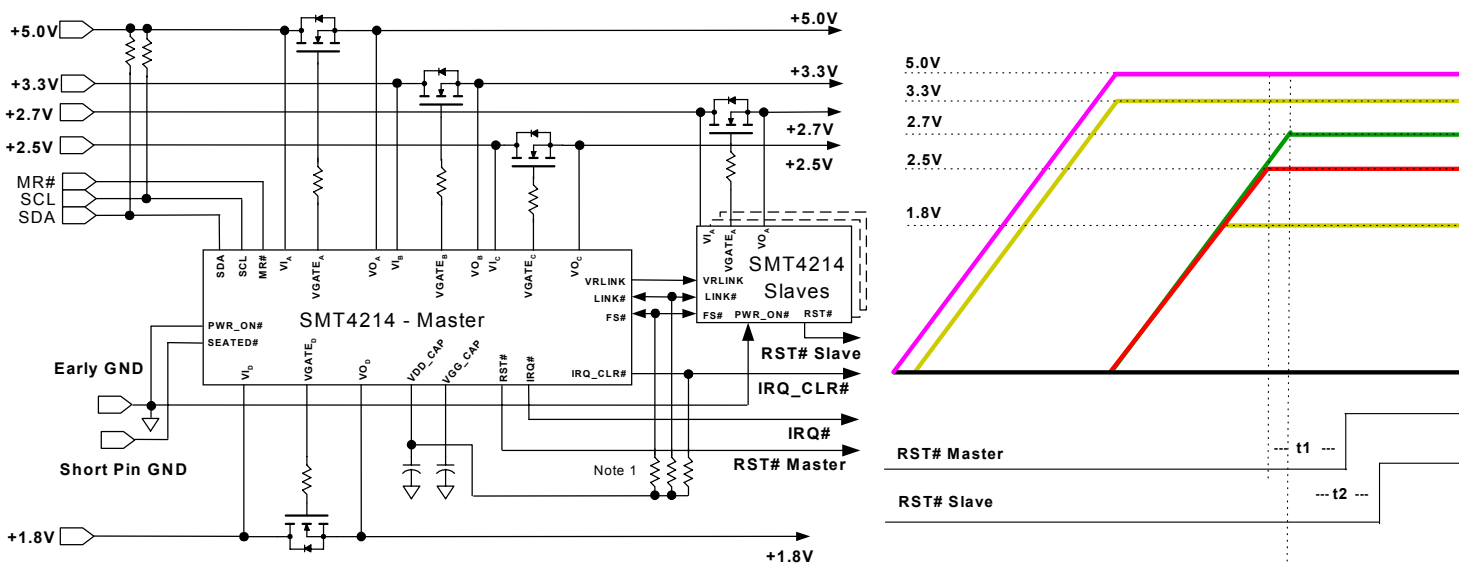 +5.0V
+5.0V
+3.3V
+3.3V
+2.7V
+2.7V
+2.5V
+2.5V
MR#
SCL
SDA
SDA
SCL
MR#
VIA
VGATEA
VOA
VIB
VGATEB
VOB
VIC
VGATEC
VOC
VRLINK
LINK#
FS#
SMT4214 - Master
PWR_ON#
SEATED#
VID
VGATED
VOD
VDD_CAP
VGG_CAP
RST#
IRQ#
IRQ_CLR#
VIA
VGATEA
VOA
SMT4214
Slaves
VRLINK
LINK#
FS#
PWR_ON#
RST#
RST# Slave
IRQ_CLR#
IRQ#
RST# Master
Early GND
Short Pin GND
Note 1
+1.8V
+1.8V
5.0V
3.3V
2.7V
2.5V
1.8V
RST# Master
--- t1 ---
RST# Slave
--- t2 ---